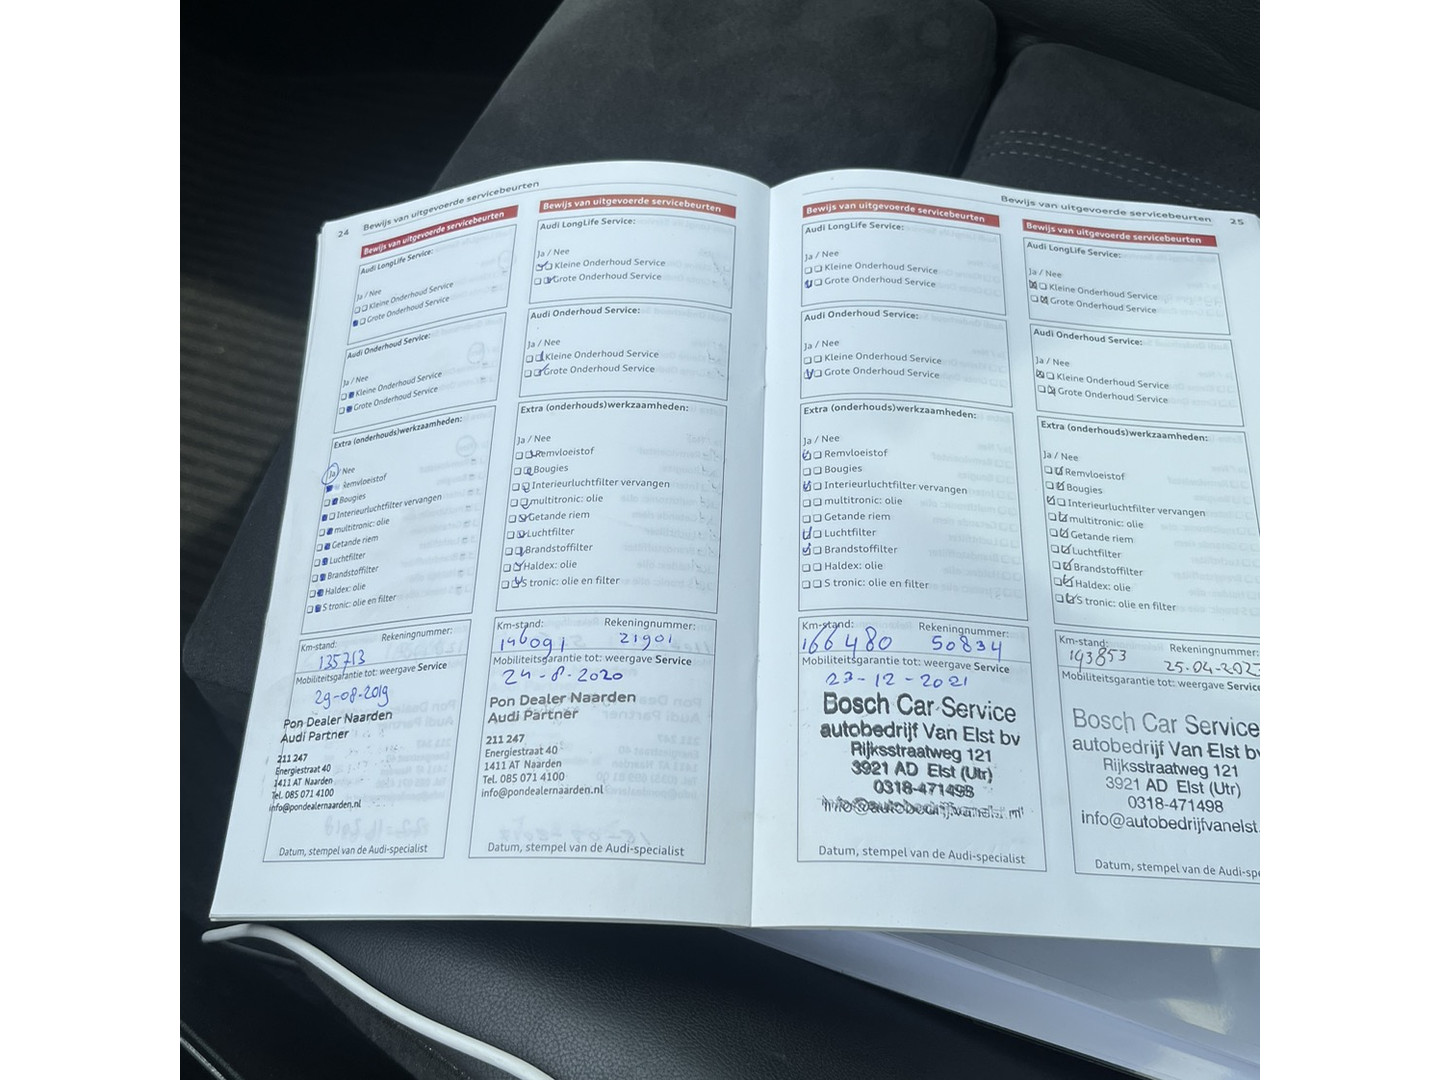 24 Bewijs van uitgevoerde servicebeurten
Bewijs van uitgevoerde servicebeurten
Audi LongLife Service:
Ja / Nee
Kleine Onderhoud Service
Grote Onderhoud Service
Audi Onderhoud Service:
Ja / Nee
Kleine Onderhoud Service
Grote Onderhoud Service
Extra (onderhouds)werkzaamheden:
Ja / Nee
Remvloeistof
Bougies
Interieurluchtfilter vervangen
multitronic: olie
Getande riem
Luchtfilter
Brandstoffilter
Haldex: olie
S tronic: olie en filter
Km-stand: Rekeningnummer:
135713
Mobiliteitsgarantie tot: weergave Service
29-08-2019
Pon Dealer Naarden
Audi Partner
211 247
Energiestraat 40
1411 AT Naarden
Tel. 085 071 4100
info@pondealernaarden.nl
Datum, stempel van de Audi-specialist
Bewijs van uitgevoerde servicebeurten
Audi LongLife Service:
Ja / Nee
Kleine Onderhoud Service
Grote Onderhoud Service
Audi Onderhoud Service:
Ja / Nee
Kleine Onderhoud Service
Grote Onderhoud Service
Extra (onderhouds)werkzaamheden:
Ja / Nee
Remvloeistof
Bougies
Interieurluchtfilter vervangen
multitronic: olie
Getande riem
Luchtfilter
Brandstoffilter
Haldex: olie
S tronic: olie en filter
Km-stand: Rekeningnummer:
146091 21901
Mobiliteitsgarantie tot: weergave Service
24-8-2020
Pon Dealer Naarden
Audi Partner
211 247
Energiestraat 40
1411 AT Naarden
Tel. 085 071 4100
info@pondealernaarden.nl
Datum, stempel van de Audi-specialist
Bewijs van uitgevoerde servicebeurten 25
Bewijs van uitgevoerde servicebeurten
Audi LongLife Service:
Ja / Nee
Kleine Onderhoud Service
Grote Onderhoud Service
Audi Onderhoud Service:
Ja / Nee
Kleine Onderhoud Service
Grote Onderhoud Service
Extra (onderhouds)werkzaamheden:
Ja / Nee
Remvloeistof
Bougies
Interieurluchtfilter vervangen
multitronic: olie
Getande riem
Luchtfilter
Brandstoffilter
Haldex: olie
S tronic: olie en filter
Km-stand: Rekeningnummer:
166480 50834
Mobiliteitsgarantie tot: weergave Service
23-12-2021
Bosch Car Service
autobedrijf Van Elst bv
Rijksstraatweg 121
3921 AD Elst (Utr)
0318-471498
info@autobedrijfvanelst.nl
Datum, stempel van de Audi-specialist
Bewijs van uitgevoerde servicebeurten
Audi LongLife Service:
Ja / Nee
Kleine Onderhoud Service
Grote Onderhoud Service
Audi Onderhoud Service:
Ja / Nee
Kleine Onderhoud Service
Grote Onderhoud Service
Extra (onderhouds)werkzaamheden:
Ja / Nee
Remvloeistof
Bougies
Interieurluchtfilter vervangen
multitronic: olie
Getande riem
Luchtfilter
Brandstoffilter
Haldex: olie
S tronic: olie en filter
Km-stand: Rekeningnummer:
193853 25-04-202
Mobiliteitsgarantie tot: weergave Service
Bosch Car Service
autobedrijf Van Elst bv
Rijksstraatweg 121
3921 AD Elst (Utr)
0318-471498
info@autobedrijfvanelst.
Datum, stempel van de Audi-spe